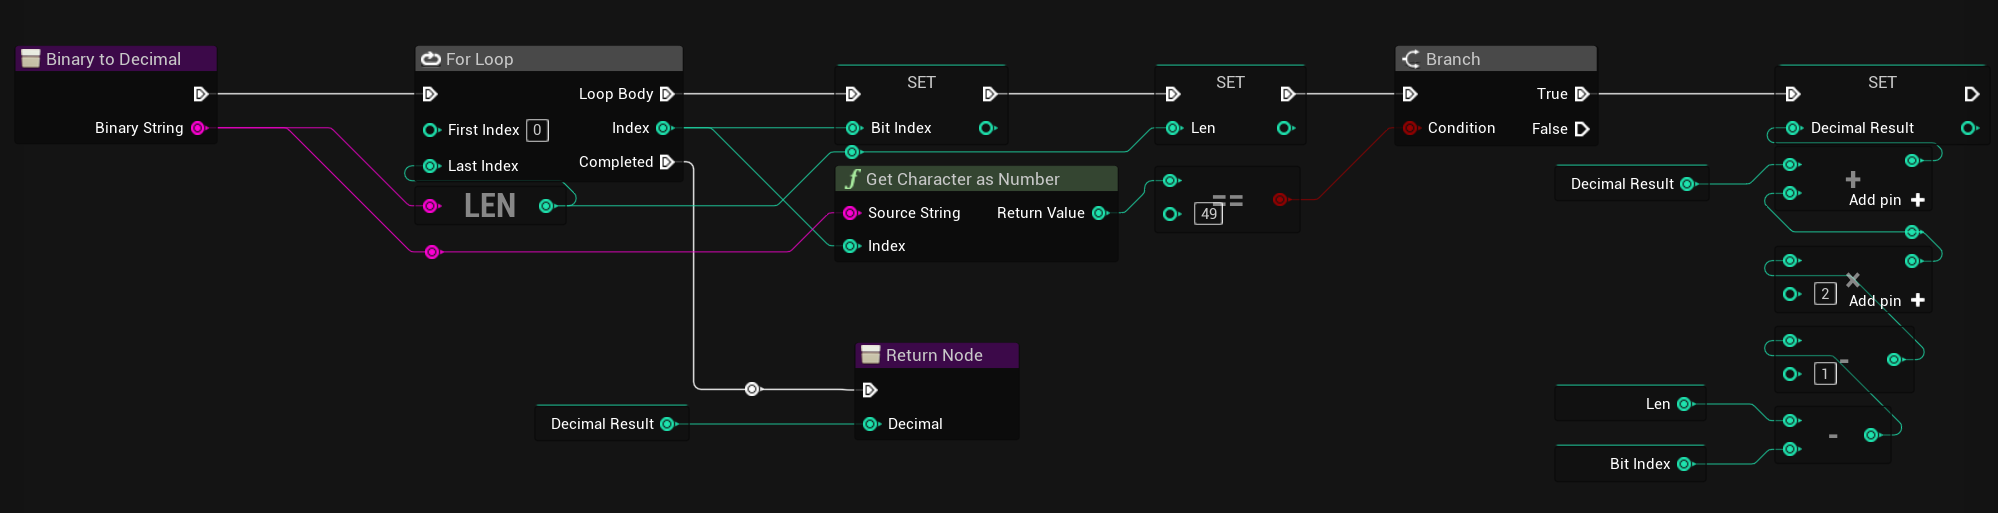 Binary to Decimal
Binary String
For Loop
Loop Body
First Index 0
Index
Last Index
Completed
LEN
SET
Bit Index
f Get Character as Number
Source String
Return Value
Index
SET
Len
==
49
Branch
True
Condition
False
SET
Decimal Result
Decimal Result
+
Add pin +
×
2
Add pin +
-
1
Len
-
Bit Index
Return Node
Decimal Result
Decimal